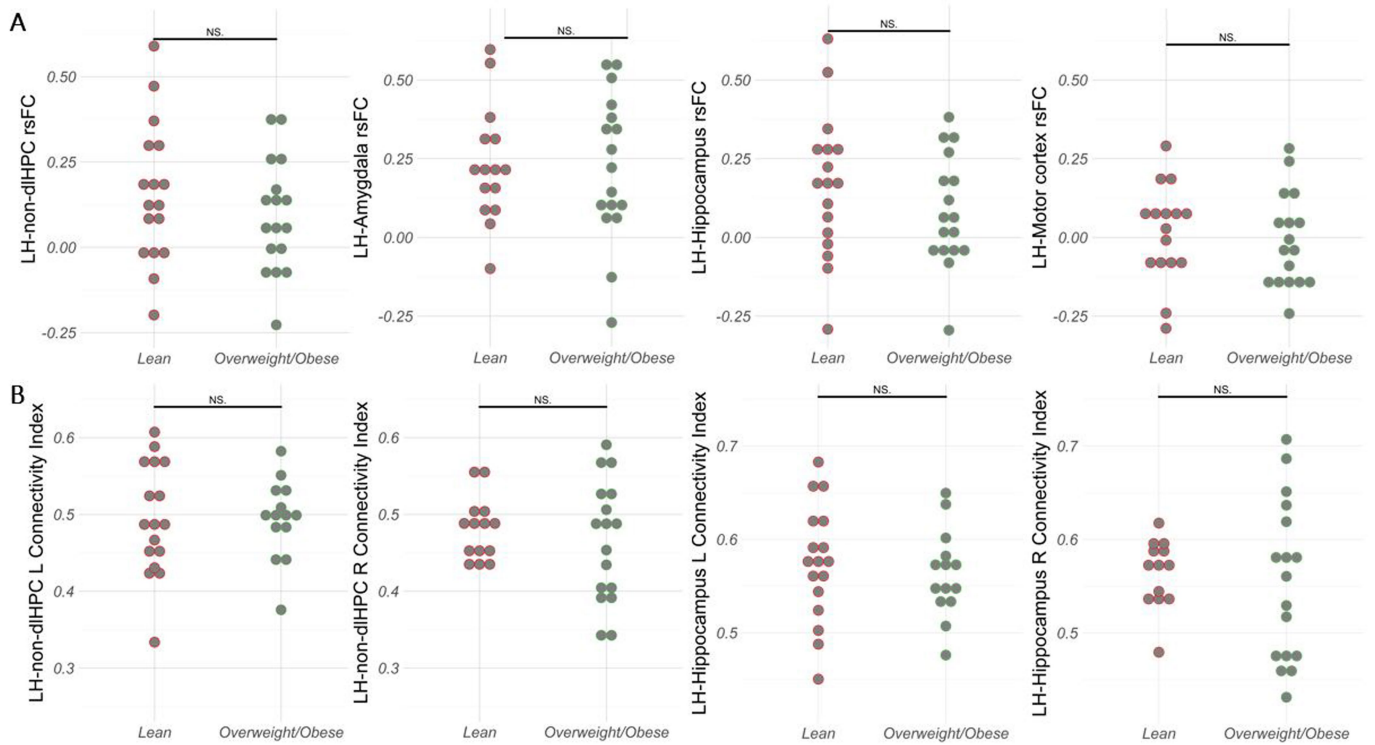 A
LH-non-dlHPC rsFC
NS.
0.50
0.25
0.00
-0.25
Lean
Overweight/Obese
LH-Amygdala rsFC
NS.
0.50
0.25
0.00
-0.25
Lean
Overweight/Obese
LH-Hippocampus rsFC
NS.
0.50
0.25
0.00
-0.25
Lean
Overweight/Obese
LH-Motor cortex rsFC
NS.
0.50
0.25
0.00
-0.25
Lean
Overweight/Obese
B
LH-non-dlHPC L Connectivity Index
NS.
0.6
0.5
0.4
0.3
Lean
Overweight/Obese
LH-non-dlHPC R Connectivity Index
NS.
0.6
0.5
0.4
0.3
Lean
Overweight/Obese
LH-Hippocampus L Connectivity Index
NS.
0.7
0.6
0.5
Lean
Overweight/Obese
LH-Hippocampus R Connectivity Index
NS.
0.7
0.6
0.5
Lean
Overweight/Obese